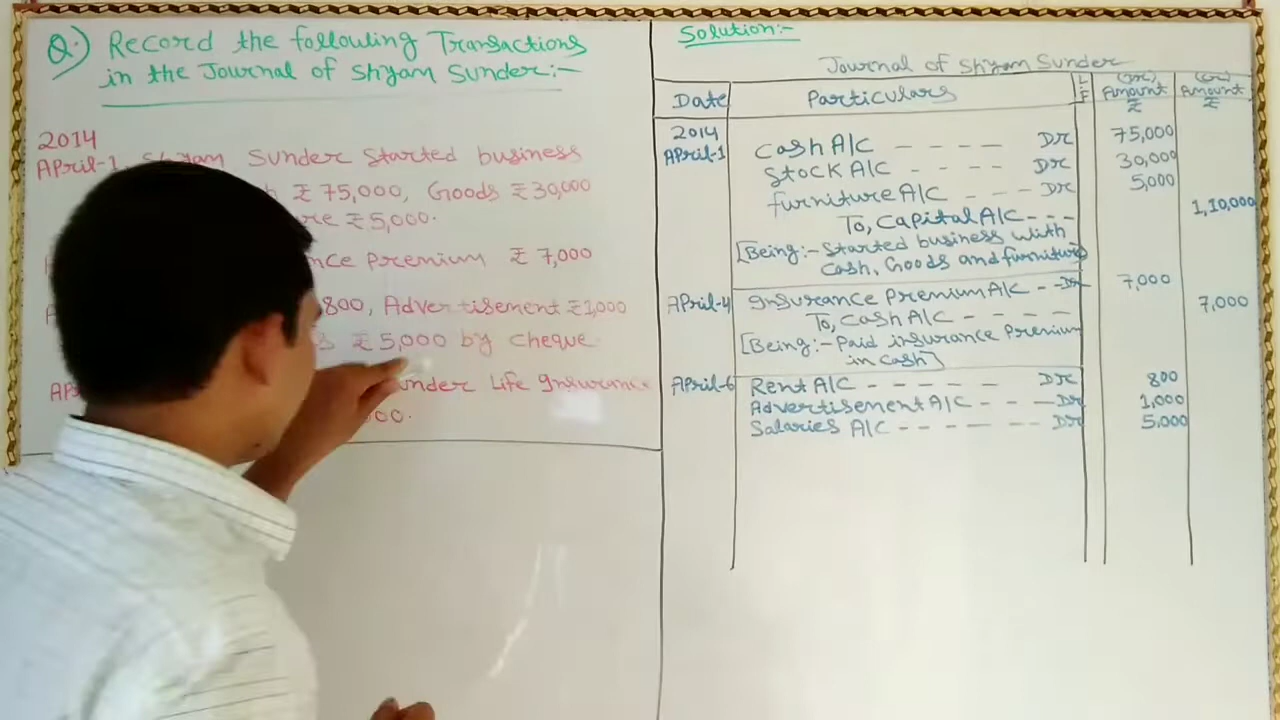 Q.) Record the following Transactions
in the Journal of Shyam Sunder:-
2014
April-1 Shyam Sunder Started business
₹ 75,000, Goods ₹ 30,000
₹ 5,000.
Premium ₹ 7,000
800, Advertisement ₹ 1,000
₹ 5,000 by cheque
Life Insurance
Solution:-
Journal of Shyam Sunder
Date Particulars L.F (Dr.) Amount ₹ (Cr.) Amount ₹
2014
April-1 Cash A/C - - - - Dr 75,000
Stock A/C - - - - Dr 30,000
furniture A/C - - - Dr 5,000
To, Capital A/C - - - 1,10,000
[Being:- Started business with
Cash, Goods and furniture
April-4 Insurance Premium A/C - - Dr 7,000
To, Cash A/C - - - - 7,000
[Being:- Paid insurance Premium
in Cash]
April-6 Rent A/C - - - - - Dr 800
Advertisement A/C - - - Dr 1,000
Salaries A/C - - - - - Dr 5,000